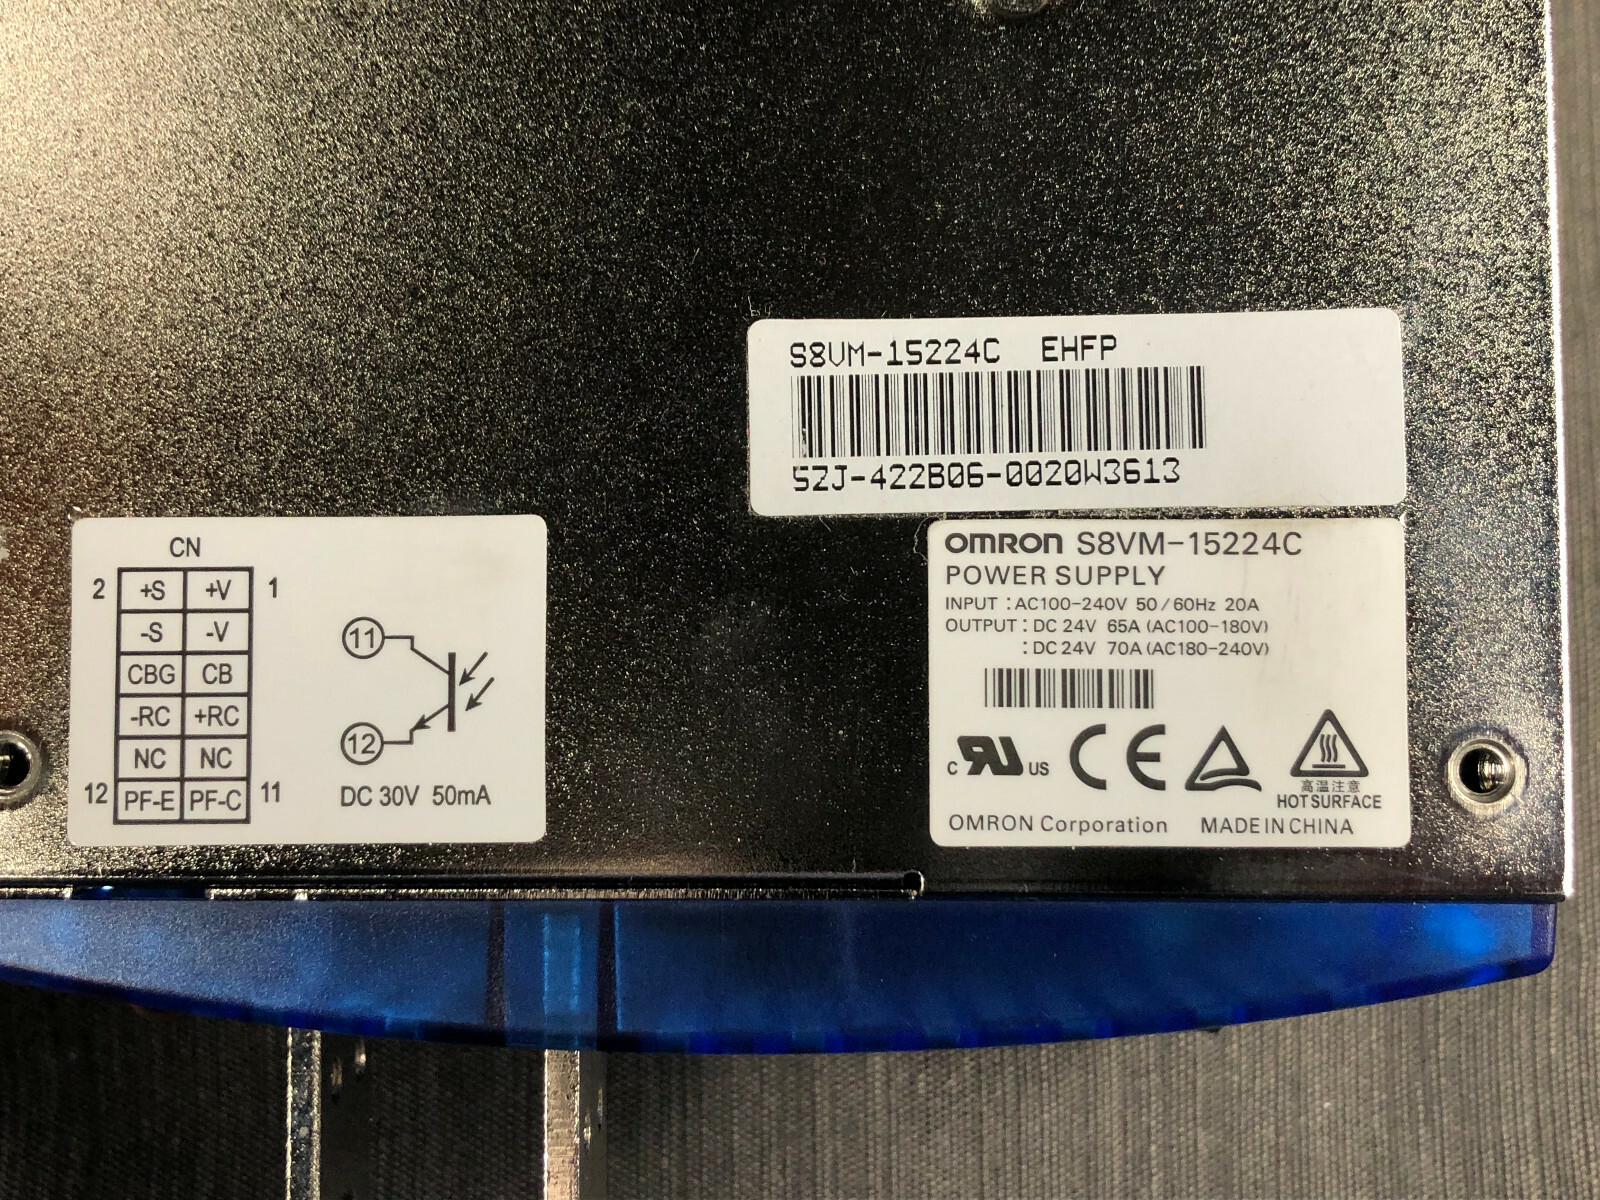 S8VM-15224C EHFP
5ZJ-422B06-0020W3613
CN
2 +S +V 1
-S -V
CBG CB
-RC +RC
NC NC
12 PF-E PF-C 11
11
12
DC 30V 50mA
OMRON S8VM-15224C
POWER SUPPLY
INPUT : AC100-240V 50/60Hz 20A
OUTPUT : DC 24V 65A (AC100-180V)
: DC 24V 70A (AC180-240V)
C RU US CE
高温注意
HOT SURFACE
OMRON Corporation MADE IN CHINA